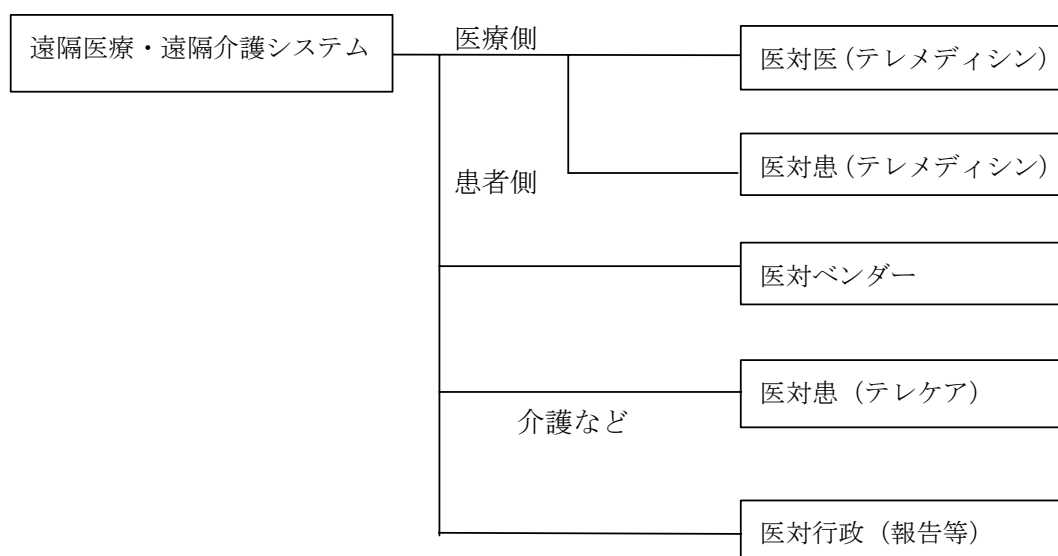 遠隔医療・遠隔介護システム
医療側
医対医(テレメディシン)
医対患(テレメディシン)
患者側
医対ベンダー
医対患（テレケア）
介護など
医対行政（報告等）